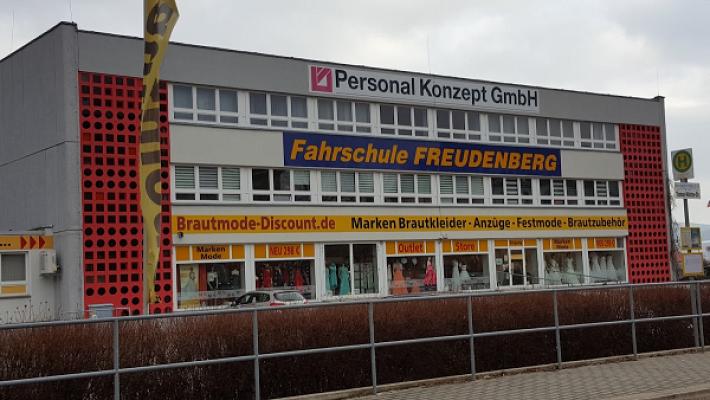 Personal Konzept GmbH
Fahrschule FREUDENBERG
Brautmode-Discount.de Marken Brautkleider - Anzüge - Festmode - Brautzubehör
Marken Mode
NEU 298 €
Outlet
Store
H